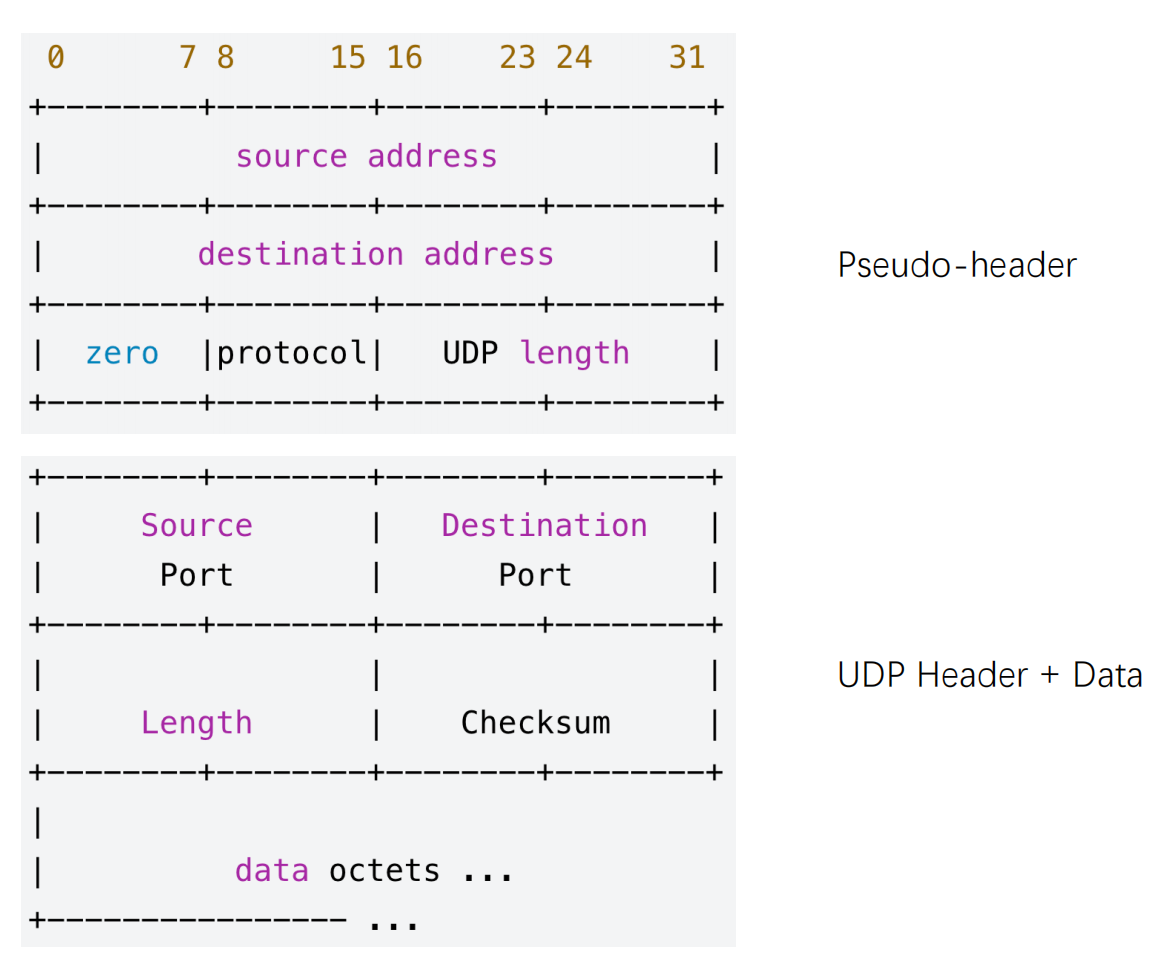 0 7 8 15 16 23 24 31
+--------+--------+--------+--------+
| source address |
+--------+--------+--------+--------+
| destination address |
+--------+--------+--------+--------+
| zero |protocol| UDP length |
+--------+--------+--------+--------+
Pseudo-header
+--------+--------+--------+--------+
| Source | Destination |
| Port | Port |
+--------+--------+--------+--------+
| | |
| Length | Checksum |
+--------+--------+--------+--------+
|
| data octets ...
+---------------- ...
UDP Header + Data